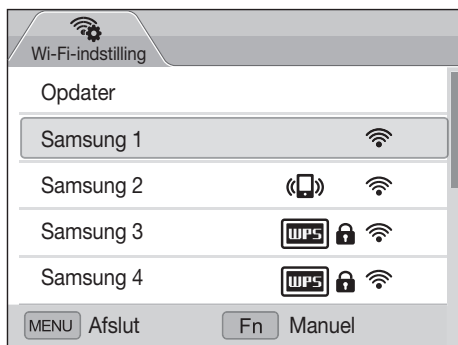 Wi-Fi-indstilling
Opdater
Samsung 1
Samsung 2
Samsung 3 WPS
Samsung 4 WPS
MENU Afslut Fn Manuel